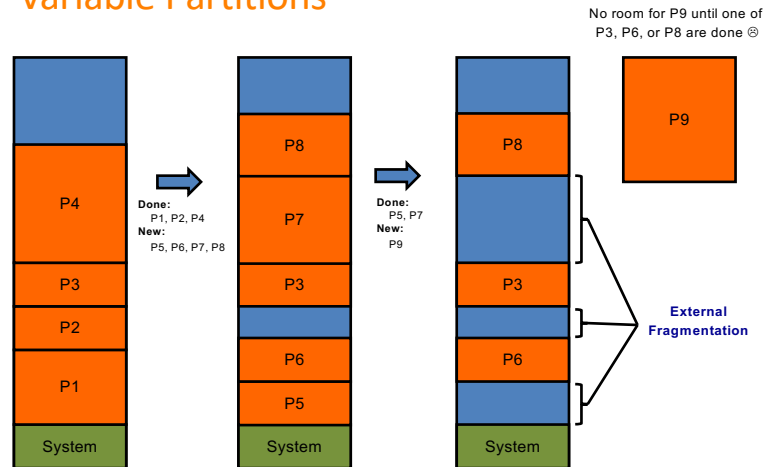 Variable Partitions
No room for P9 until one of
P3, P6, or P8 are done ☹
P4
P3
P2
P1
System
Done:
P1, P2, P4
New:
P5, P6, P7, P8
P8
P7
P3
P6
P5
System
Done:
P5, P7
New:
P9
P8
P3
P6
System
P9
External
Fragmentation